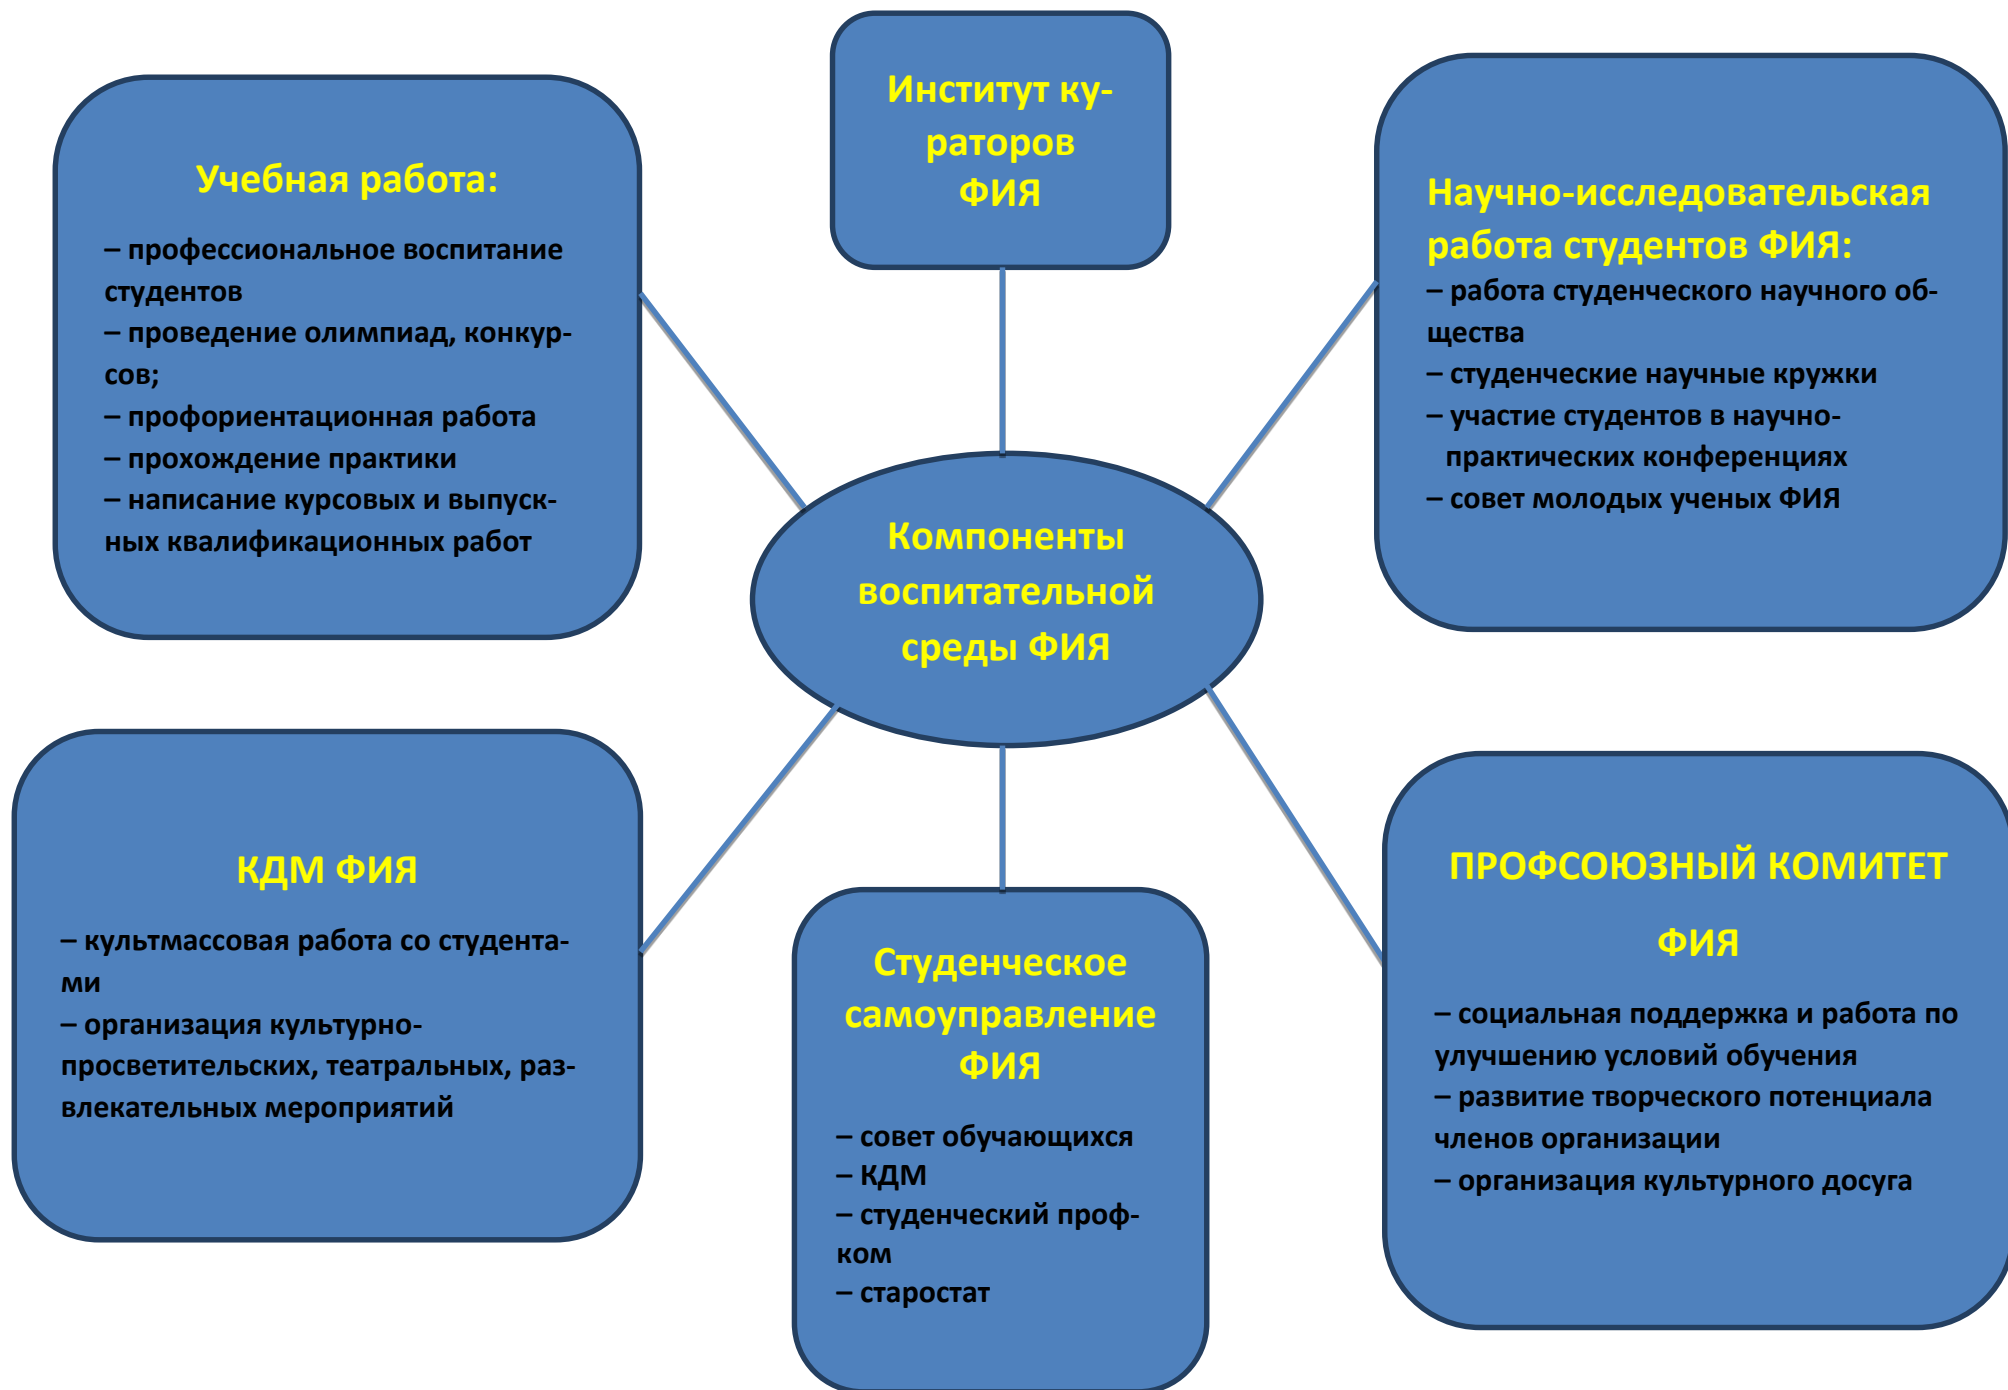 Институт ку-
раторов
ФИЯ
Учебная работа:
– профессиональное воспитание
студентов
– проведение олимпиад, конкур-
сов;
– профориентационная работа
– прохождение практики
– написание курсовых и выпуск-
ных квалификационных работ
Научно-исследовательская
работа студентов ФИЯ:
– работа студенческого научного об-
щества
– студенческие научные кружки
– участие студентов в научно-
практических конференциях
– совет молодых ученых ФИЯ
Компоненты
воспитательной
среды ФИЯ
КДМ ФИЯ
– культмассовая работа со студента-
ми
– организация культурно-
просветительских, театральных, раз-
влекательных мероприятий
Студенческое
самоуправление
ФИЯ
– совет обучающихся
– КДМ
– студенческий проф-
ком
– старостат
ПРОФСОЮЗНЫЙ КОМИТЕТ
ФИЯ
– социальная поддержка и работа по
улучшению условий обучения
– развитие творческого потенциала
членов организации
– организация культурного досуга